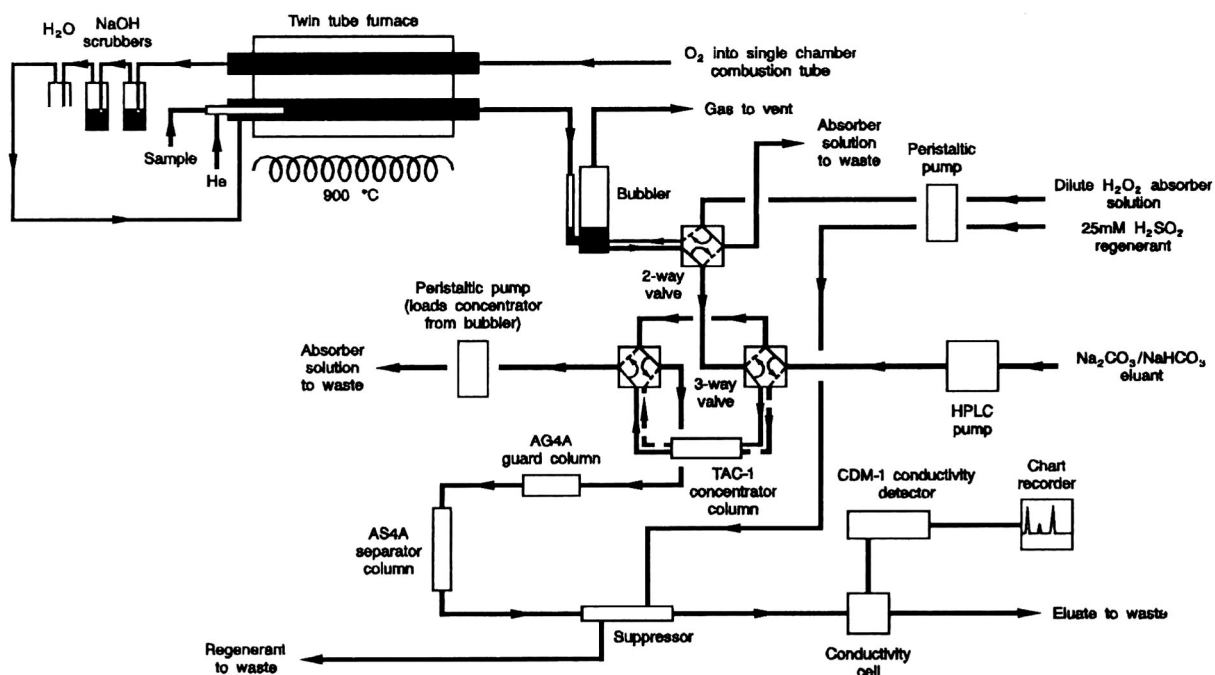 Twin tube furnace
H₂O
NaOH
scrubbers
O₂ into single chamber
combustion tube
Gas to vent
Sample
He
900 °C
Bubbler
Absorber
solution
to waste
Peristaltic
pump
Dilute H₂O₂ absorber
solution
25mM H₂SO₂
regenerant
2-way
valve
Peristaltic pump
(loads concentrator
from bubbler)
Absorber
solution
to waste
3-way
valve
Na₂CO₃/NaHCO₃
eluant
HPLC
pump
AG4A
guard column
TAC-1
concentrator
column
CDM-1 conductivity
detector
Chart
recorder
AS4A
separator
column
Suppressor
Eluate to waste
Regenerant
to waste
Conductivity
cell